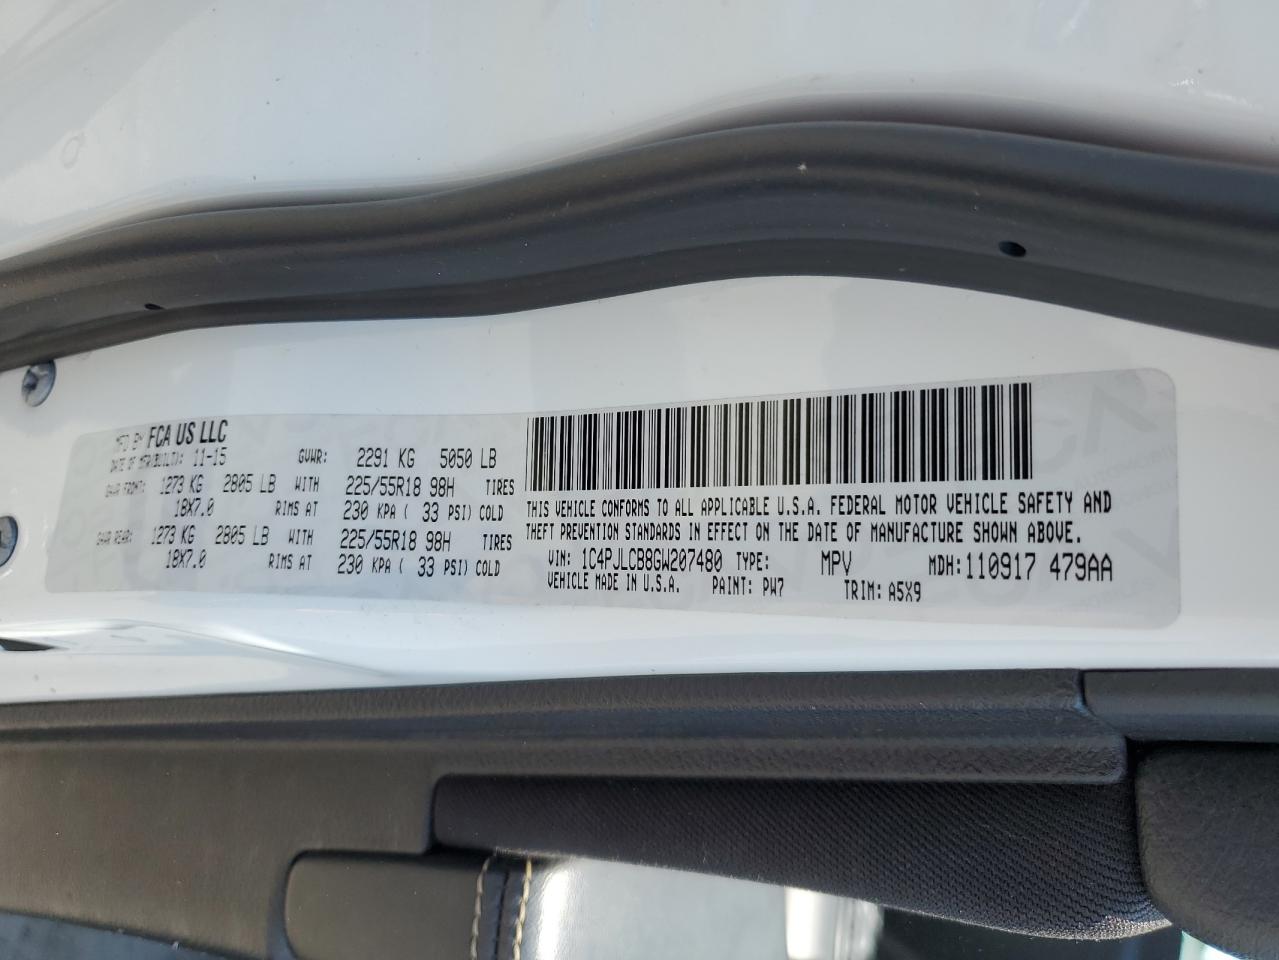 MFD BY FCA US LLC
DATE OF MFR(BUILT): 11-15 GVWR: 2291 KG 5050 LB
GAWR FRONT: 1273 KG 2805 LB WITH 225/55R18 98H TIRES
18X7.0 RIMS AT 230 KPA ( 33 PSI) COLD
GAWR REAR: 1273 KG 2805 LB WITH 225/55R18 98H TIRES
18X7.0 RIMS AT 230 KPA ( 33 PSI) COLD
THIS VEHICLE CONFORMS TO ALL APPLICABLE U.S.A. FEDERAL MOTOR VEHICLE SAFETY AND
THEFT PREVENTION STANDARDS IN EFFECT ON THE DATE OF MANUFACTURE SHOWN ABOVE.
VIN: 1C4PJLCB8GW207480 TYPE: MPV MDH: 110917 479AA
VEHICLE MADE IN U.S.A. PAINT: PW7 TRIM: A5X9